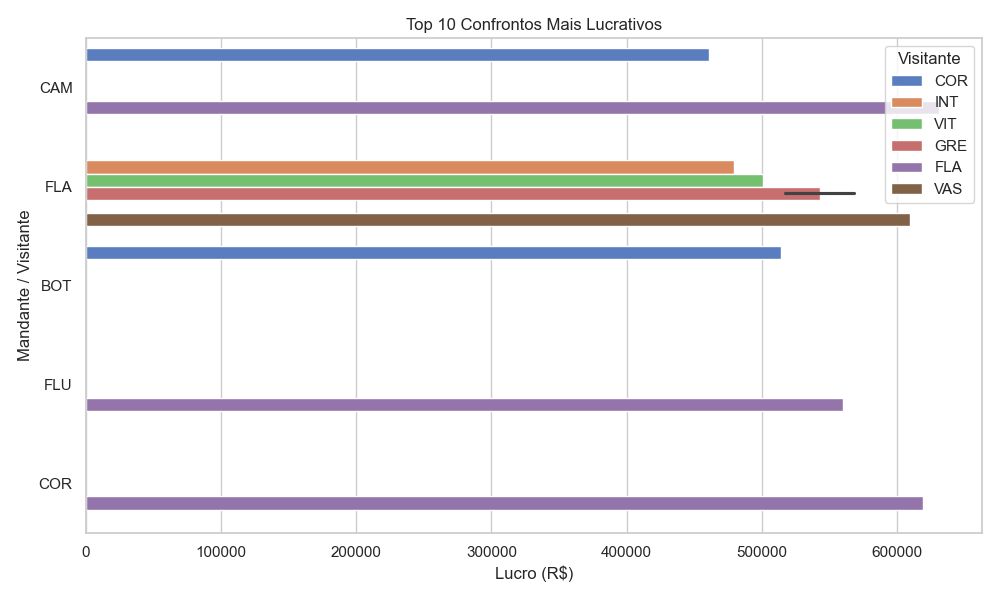 Top 10 Confrontos Mais Lucrativos
Visitante
COR
INT
VIT
GRE
FLA
VAS
Mandante / Visitante
CAM
FLA
BOT
FLU
COR
0 100000 200000 300000 400000 500000 600000
Lucro (R$)